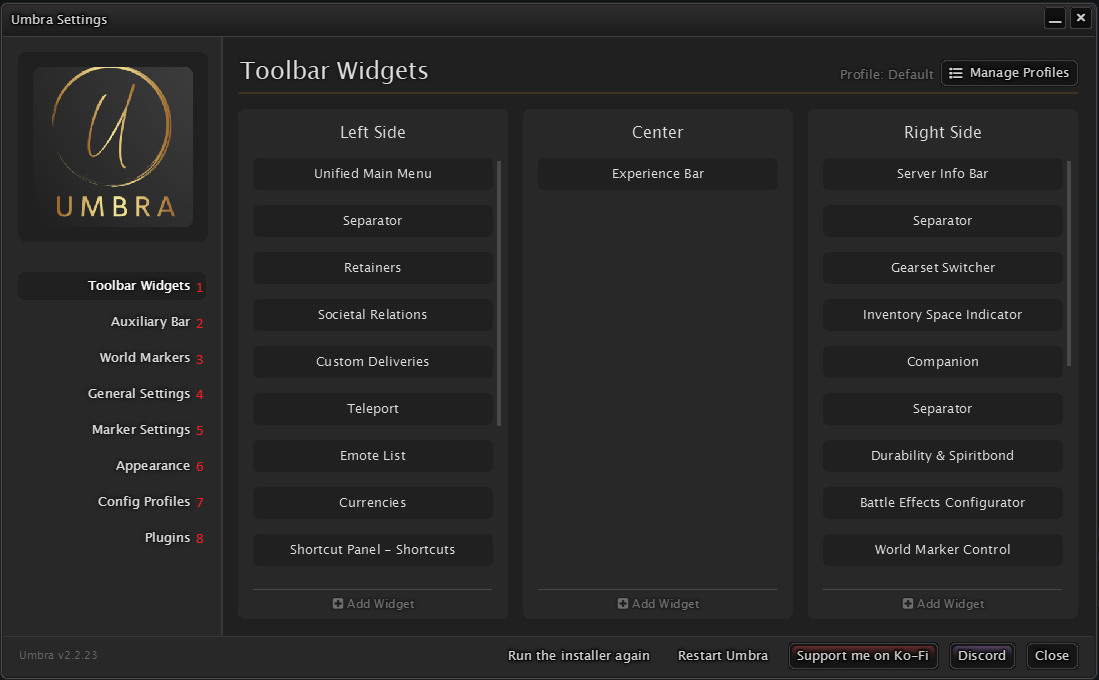 Umbra Settings
UMBRA
Toolbar Widgets 1
Auxiliary Bar 2
World Markers 3
General Settings 4
Marker Settings 5
Appearance 6
Config Profiles 7
Plugins 8
Toolbar Widgets
Profile: Default
Manage Profiles
Left Side
Unified Main Menu
Separator
Retainers
Societal Relations
Custom Deliveries
Teleport
Emote List
Currencies
Shortcut Panel - Shortcuts
Add Widget
Center
Experience Bar
Add Widget
Right Side
Server Info Bar
Separator
Gearset Switcher
Inventory Space Indicator
Companion
Separator
Durability & Spiritbond
Battle Effects Configurator
World Marker Control
Add Widget
Umbra v2.2.23
Run the installer again
Restart Umbra
Support me on Ko-Fi
Discord
Close